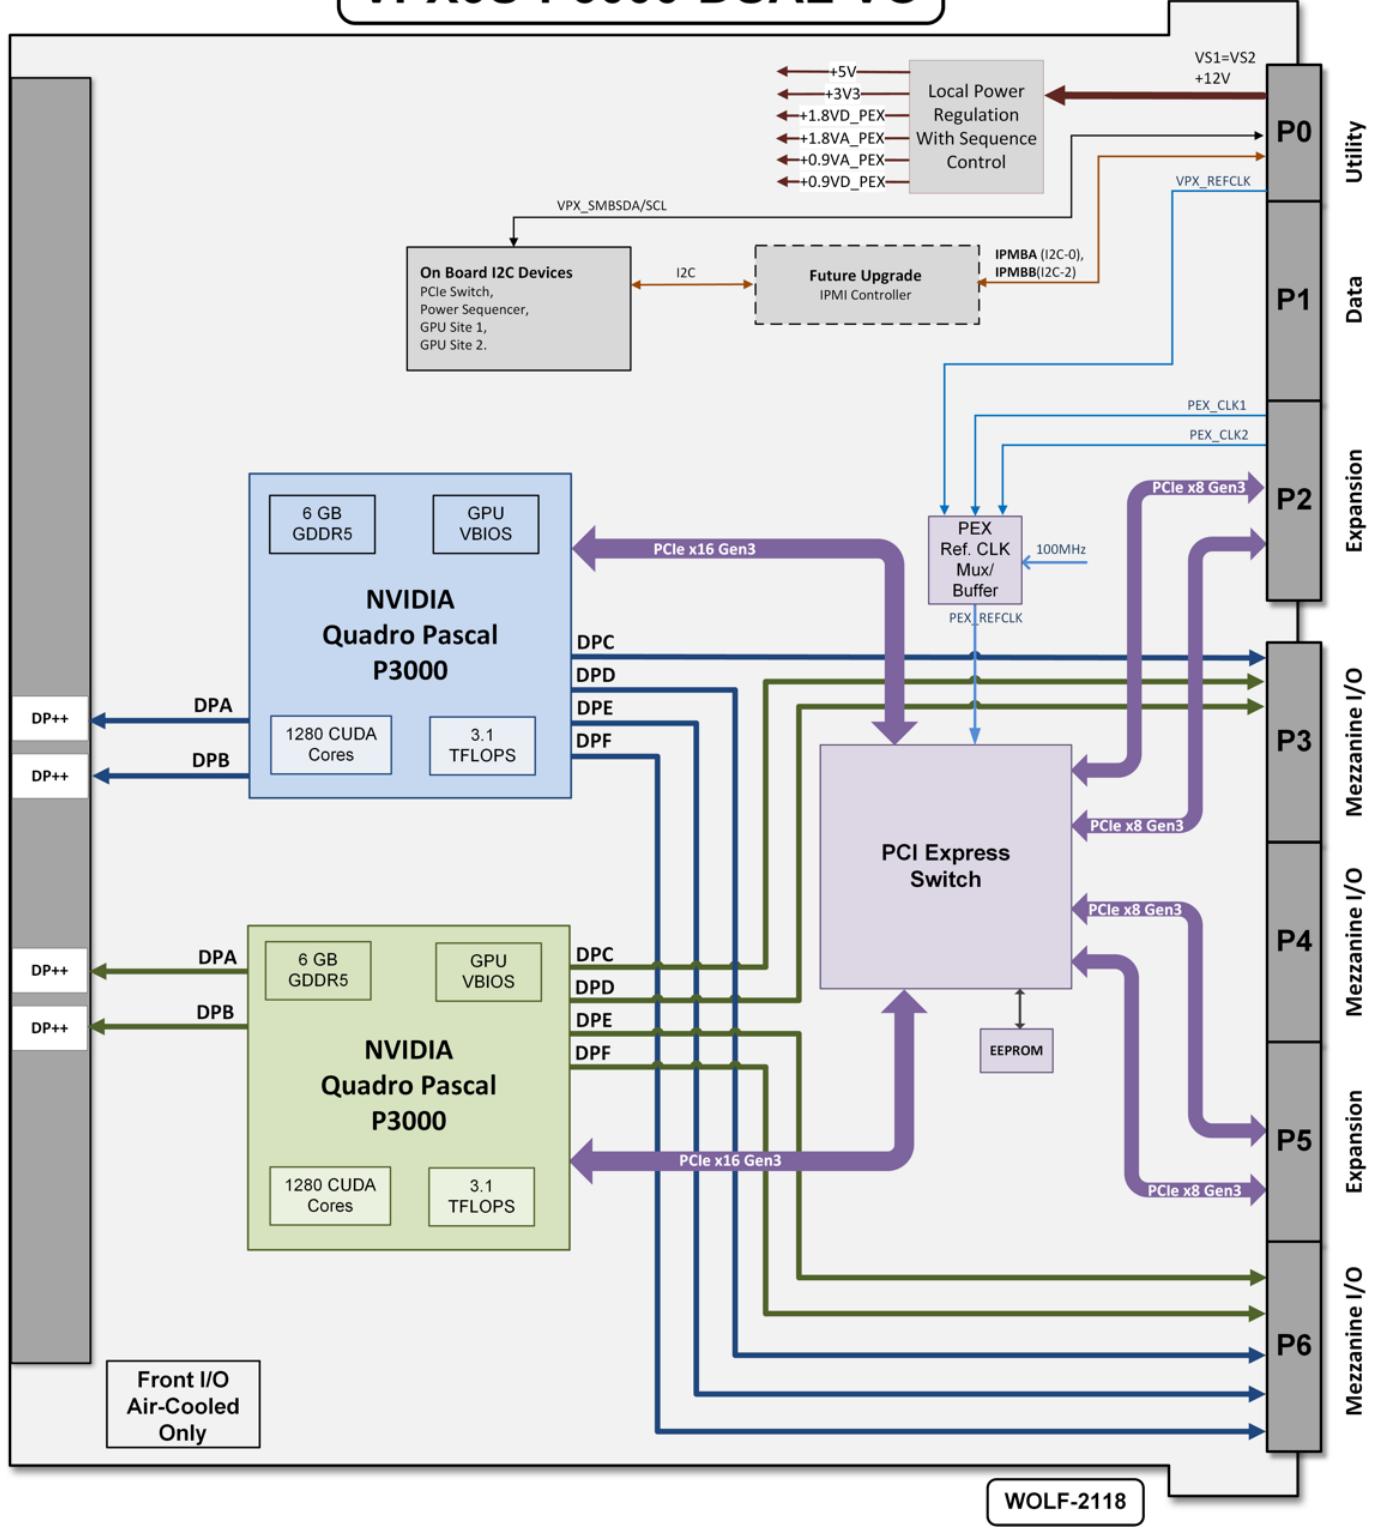 VS1=VS2
+12V
+5V
+3V3
+1.8VD_PEX
+1.8VA_PEX
+0.9VA_PEX
+0.9VD_PEX
Local Power
Regulation
With Sequence
Control
P0
Utility
VPX_REFCLK
VPX_SMBSDA/SCL
On Board I2C Devices
PCIe Switch,
Power Sequencer,
GPU Site 1,
GPU Site 2.
I2C
Future Upgrade
IPMI Controller
IPMBA (I2C-0),
IPMBB(I2C-2)
P1
Data
PEX_CLK1
PEX_CLK2
P2
Expansion
PCIe x8 Gen3
6 GB
GDDR5
GPU
VBIOS
NVIDIA
Quadro Pascal
P3000
1280 CUDA
Cores
3.1
TFLOPS
PCIe x16 Gen3
PEX
Ref. CLK
Mux/
Buffer
100MHz
PEX_REFCLK
DPC
DPD
DPE
DPF
DPA
DPB
DP++
DP++
P3
Mezzanine I/O
PCIe x8 Gen3
PCI Express
Switch
PCIe x8 Gen3
P4
Mezzanine I/O
EEPROM
DPA
DPB
DP++
DP++
6 GB
GDDR5
GPU
VBIOS
NVIDIA
Quadro Pascal
P3000
1280 CUDA
Cores
3.1
TFLOPS
DPC
DPD
DPE
DPF
PCIe x16 Gen3
PCIe x8 Gen3
P5
Expansion
P6
Mezzanine I/O
Front I/O
Air-Cooled
Only
WOLF-2118